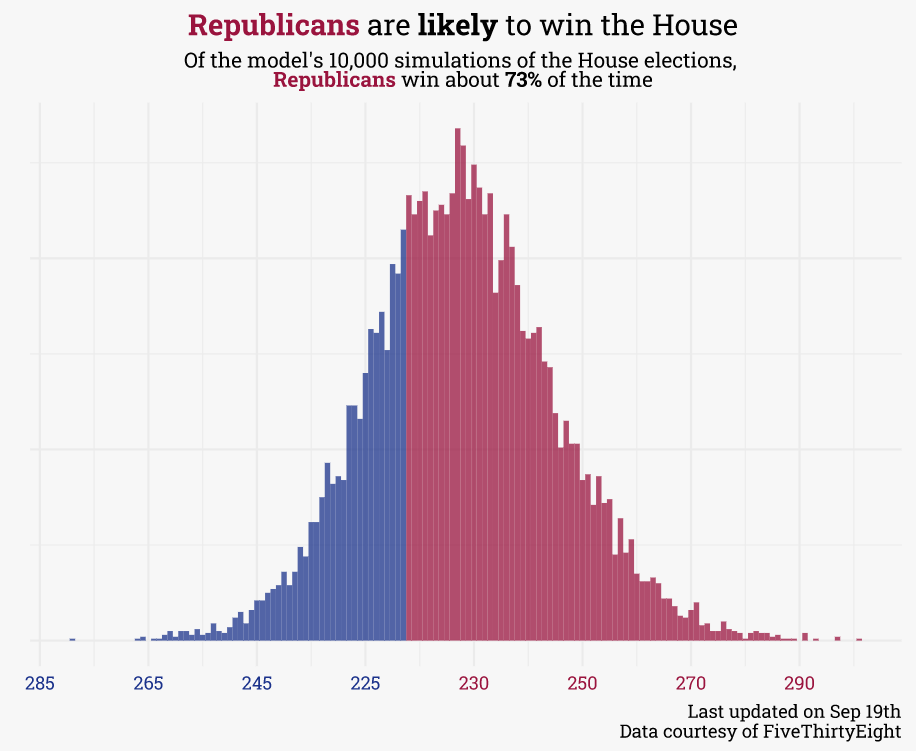 Republicans are likely to win the House
Of the model's 10,000 simulations of the House elections,
Republicans win about 73% of the time
285 265 245 225 230 250 270 290
Last updated on Sep 19th
Data courtesy of FiveThirtyEight